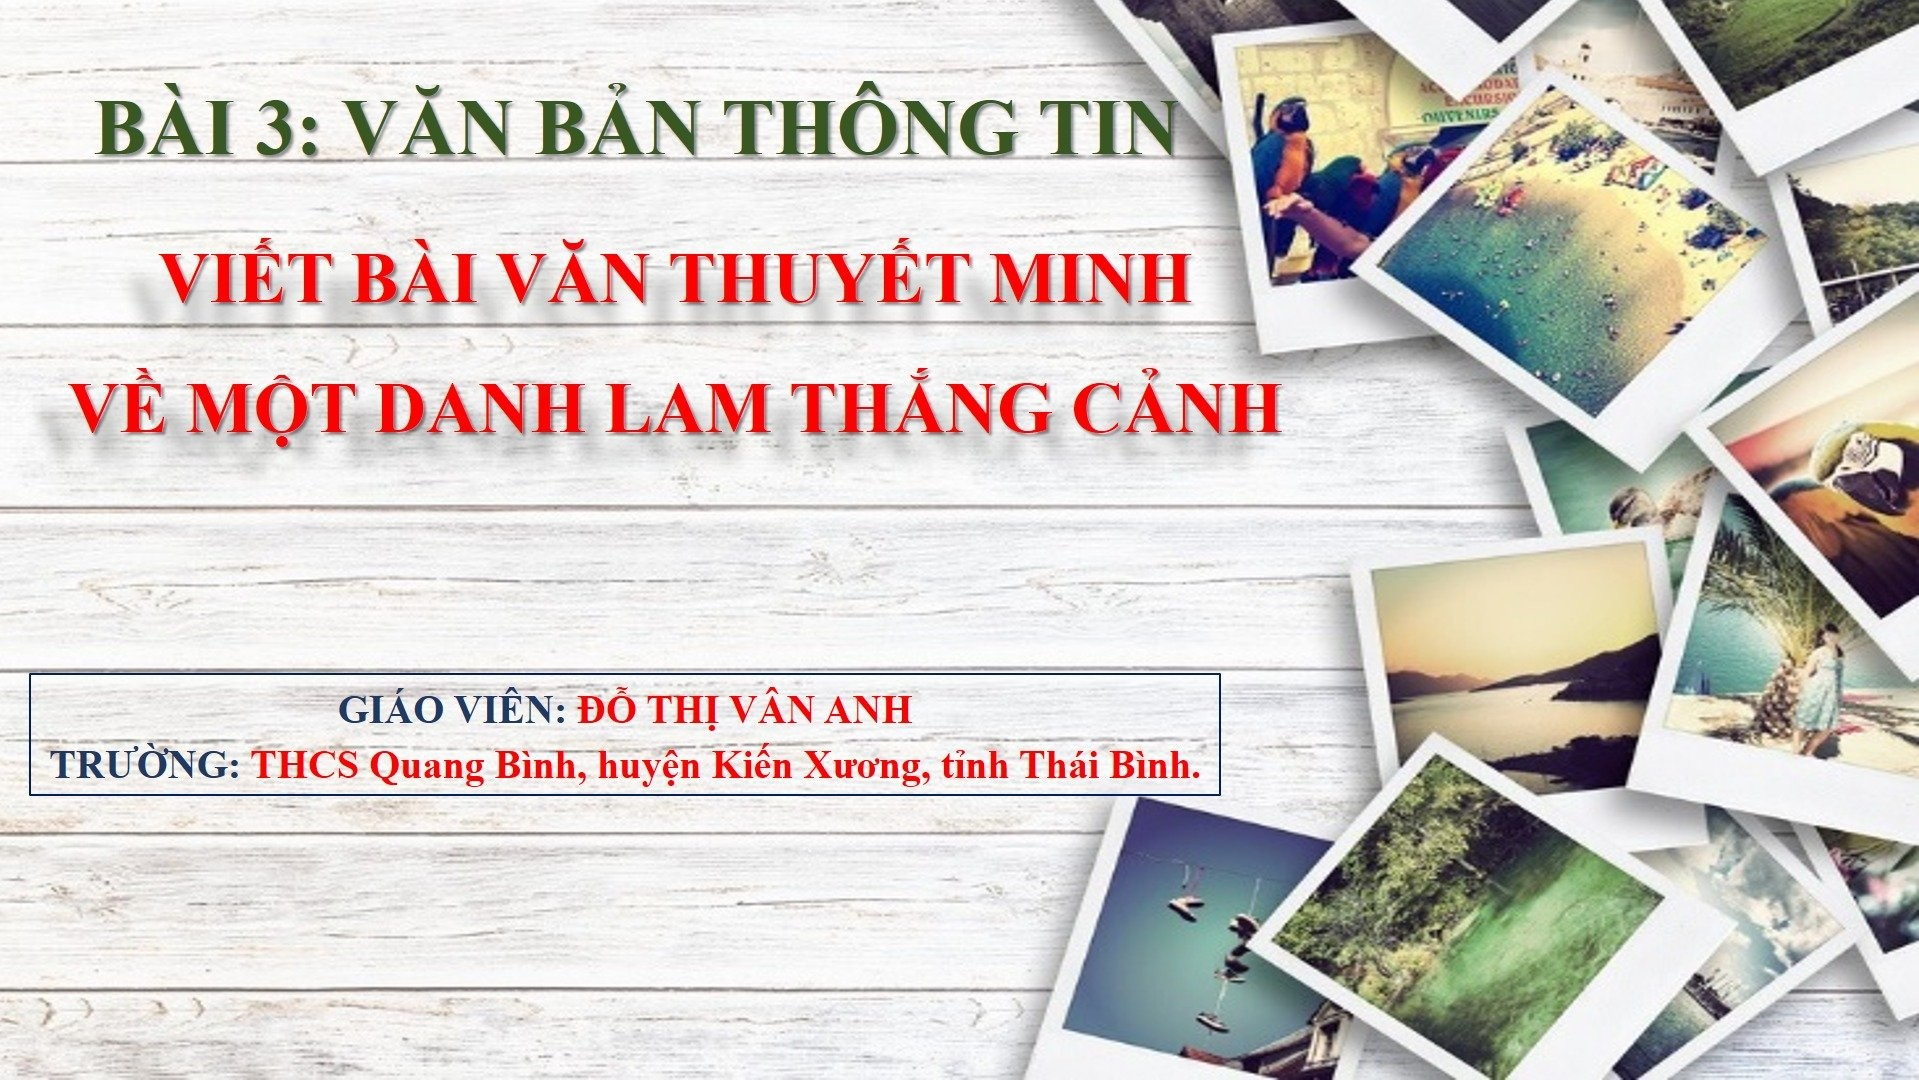 BÀI 3: VĂN BẢN THÔNG TIN
VIẾT BÀI VĂN THUYẾT MINH
VỀ MỘT DANH LAM THẮNG CẢNH
GIÁO VIÊN: ĐỖ THỊ VÂN ANH
TRƯỜNG: THCS Quang Bình, huyện Kiến Xương, tỉnh Thái Bình.